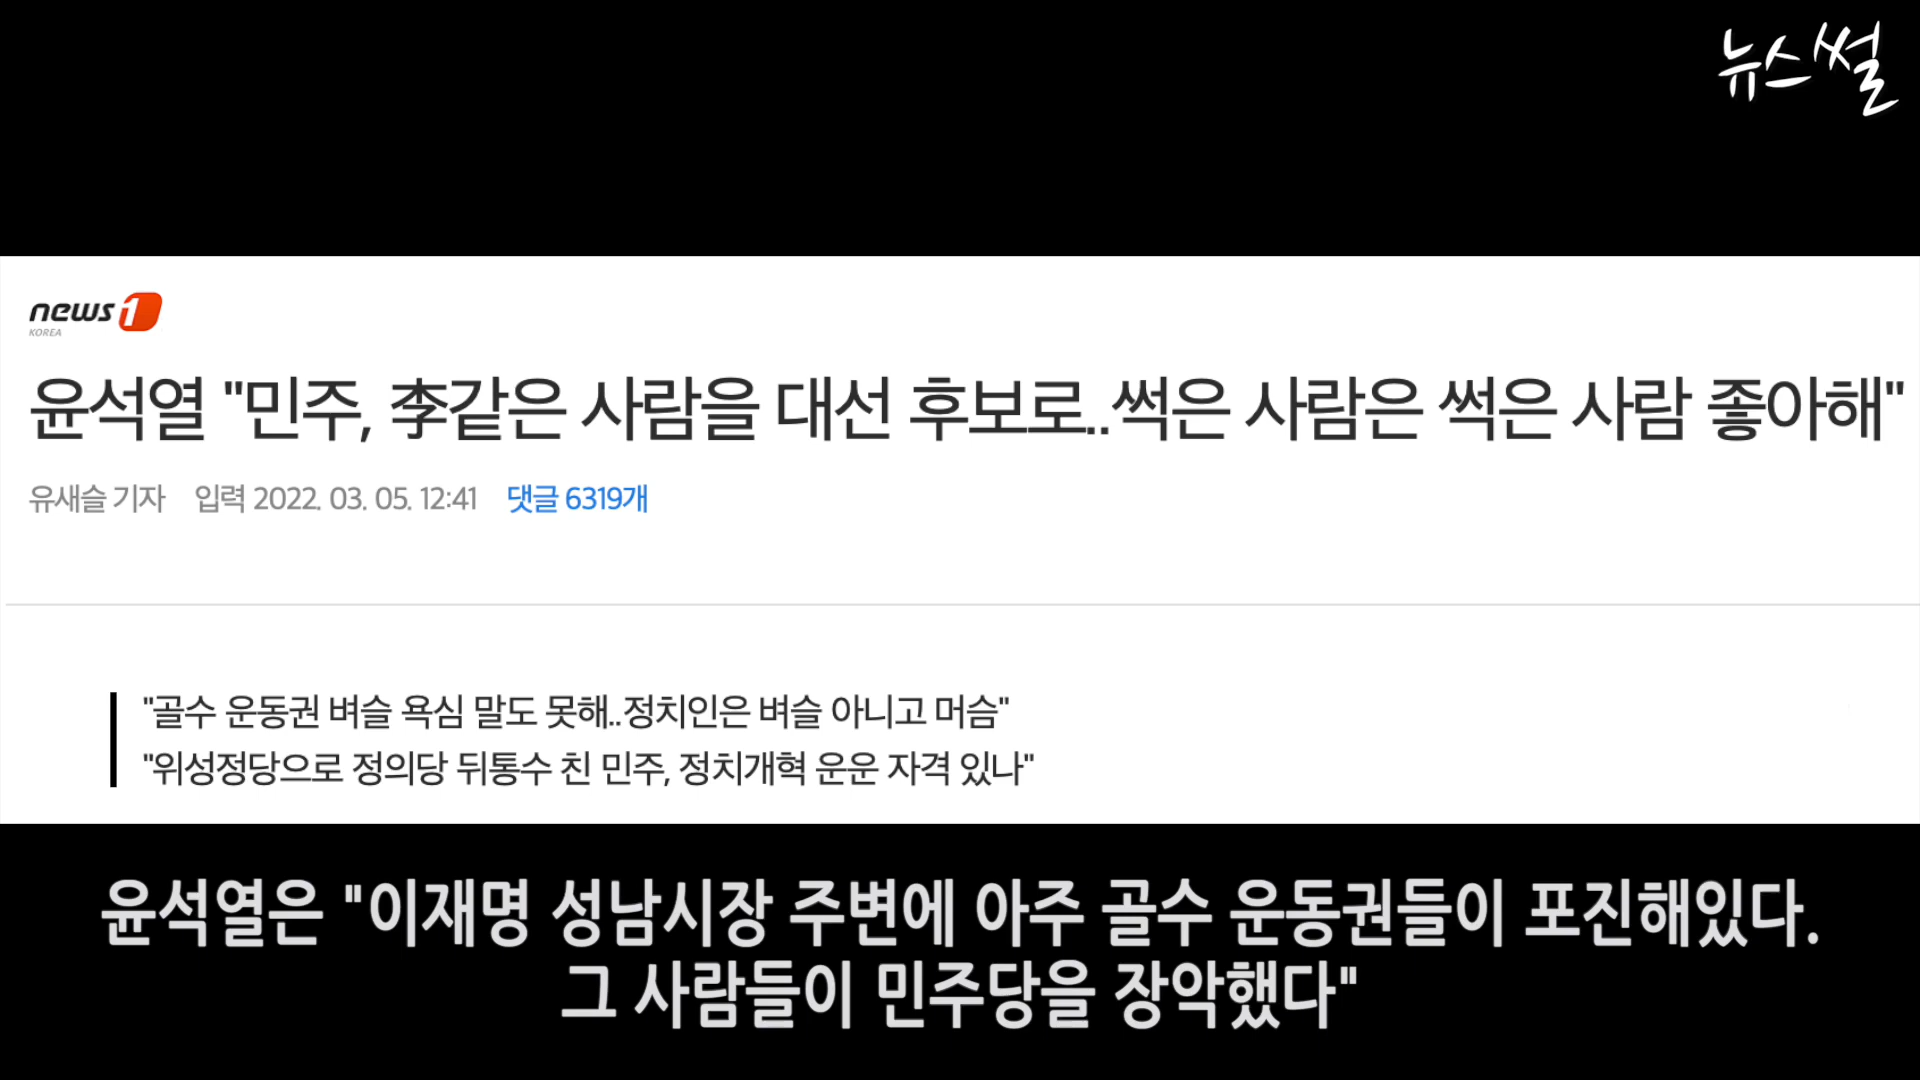 뉴스썰
news1
KOREA
윤석열 "민주, 李같은 사람을 대선 후보로..썩은 사람은 썩은 사람 좋아해"
유새슬 기자 입력 2022. 03. 05. 12:41 댓글 6319개
"골수 운동권 벼슬 욕심 말도 못해..정치인은 벼슬 아니고 머슴"
"위성정당으로 정의당 뒤통수 친 민주, 정치개혁 운운 자격 있나"
윤석열은 "이재명 성남시장 주변에 아주 골수 운동권들이 포진해있다.
그 사람들이 민주당을 장악했다"